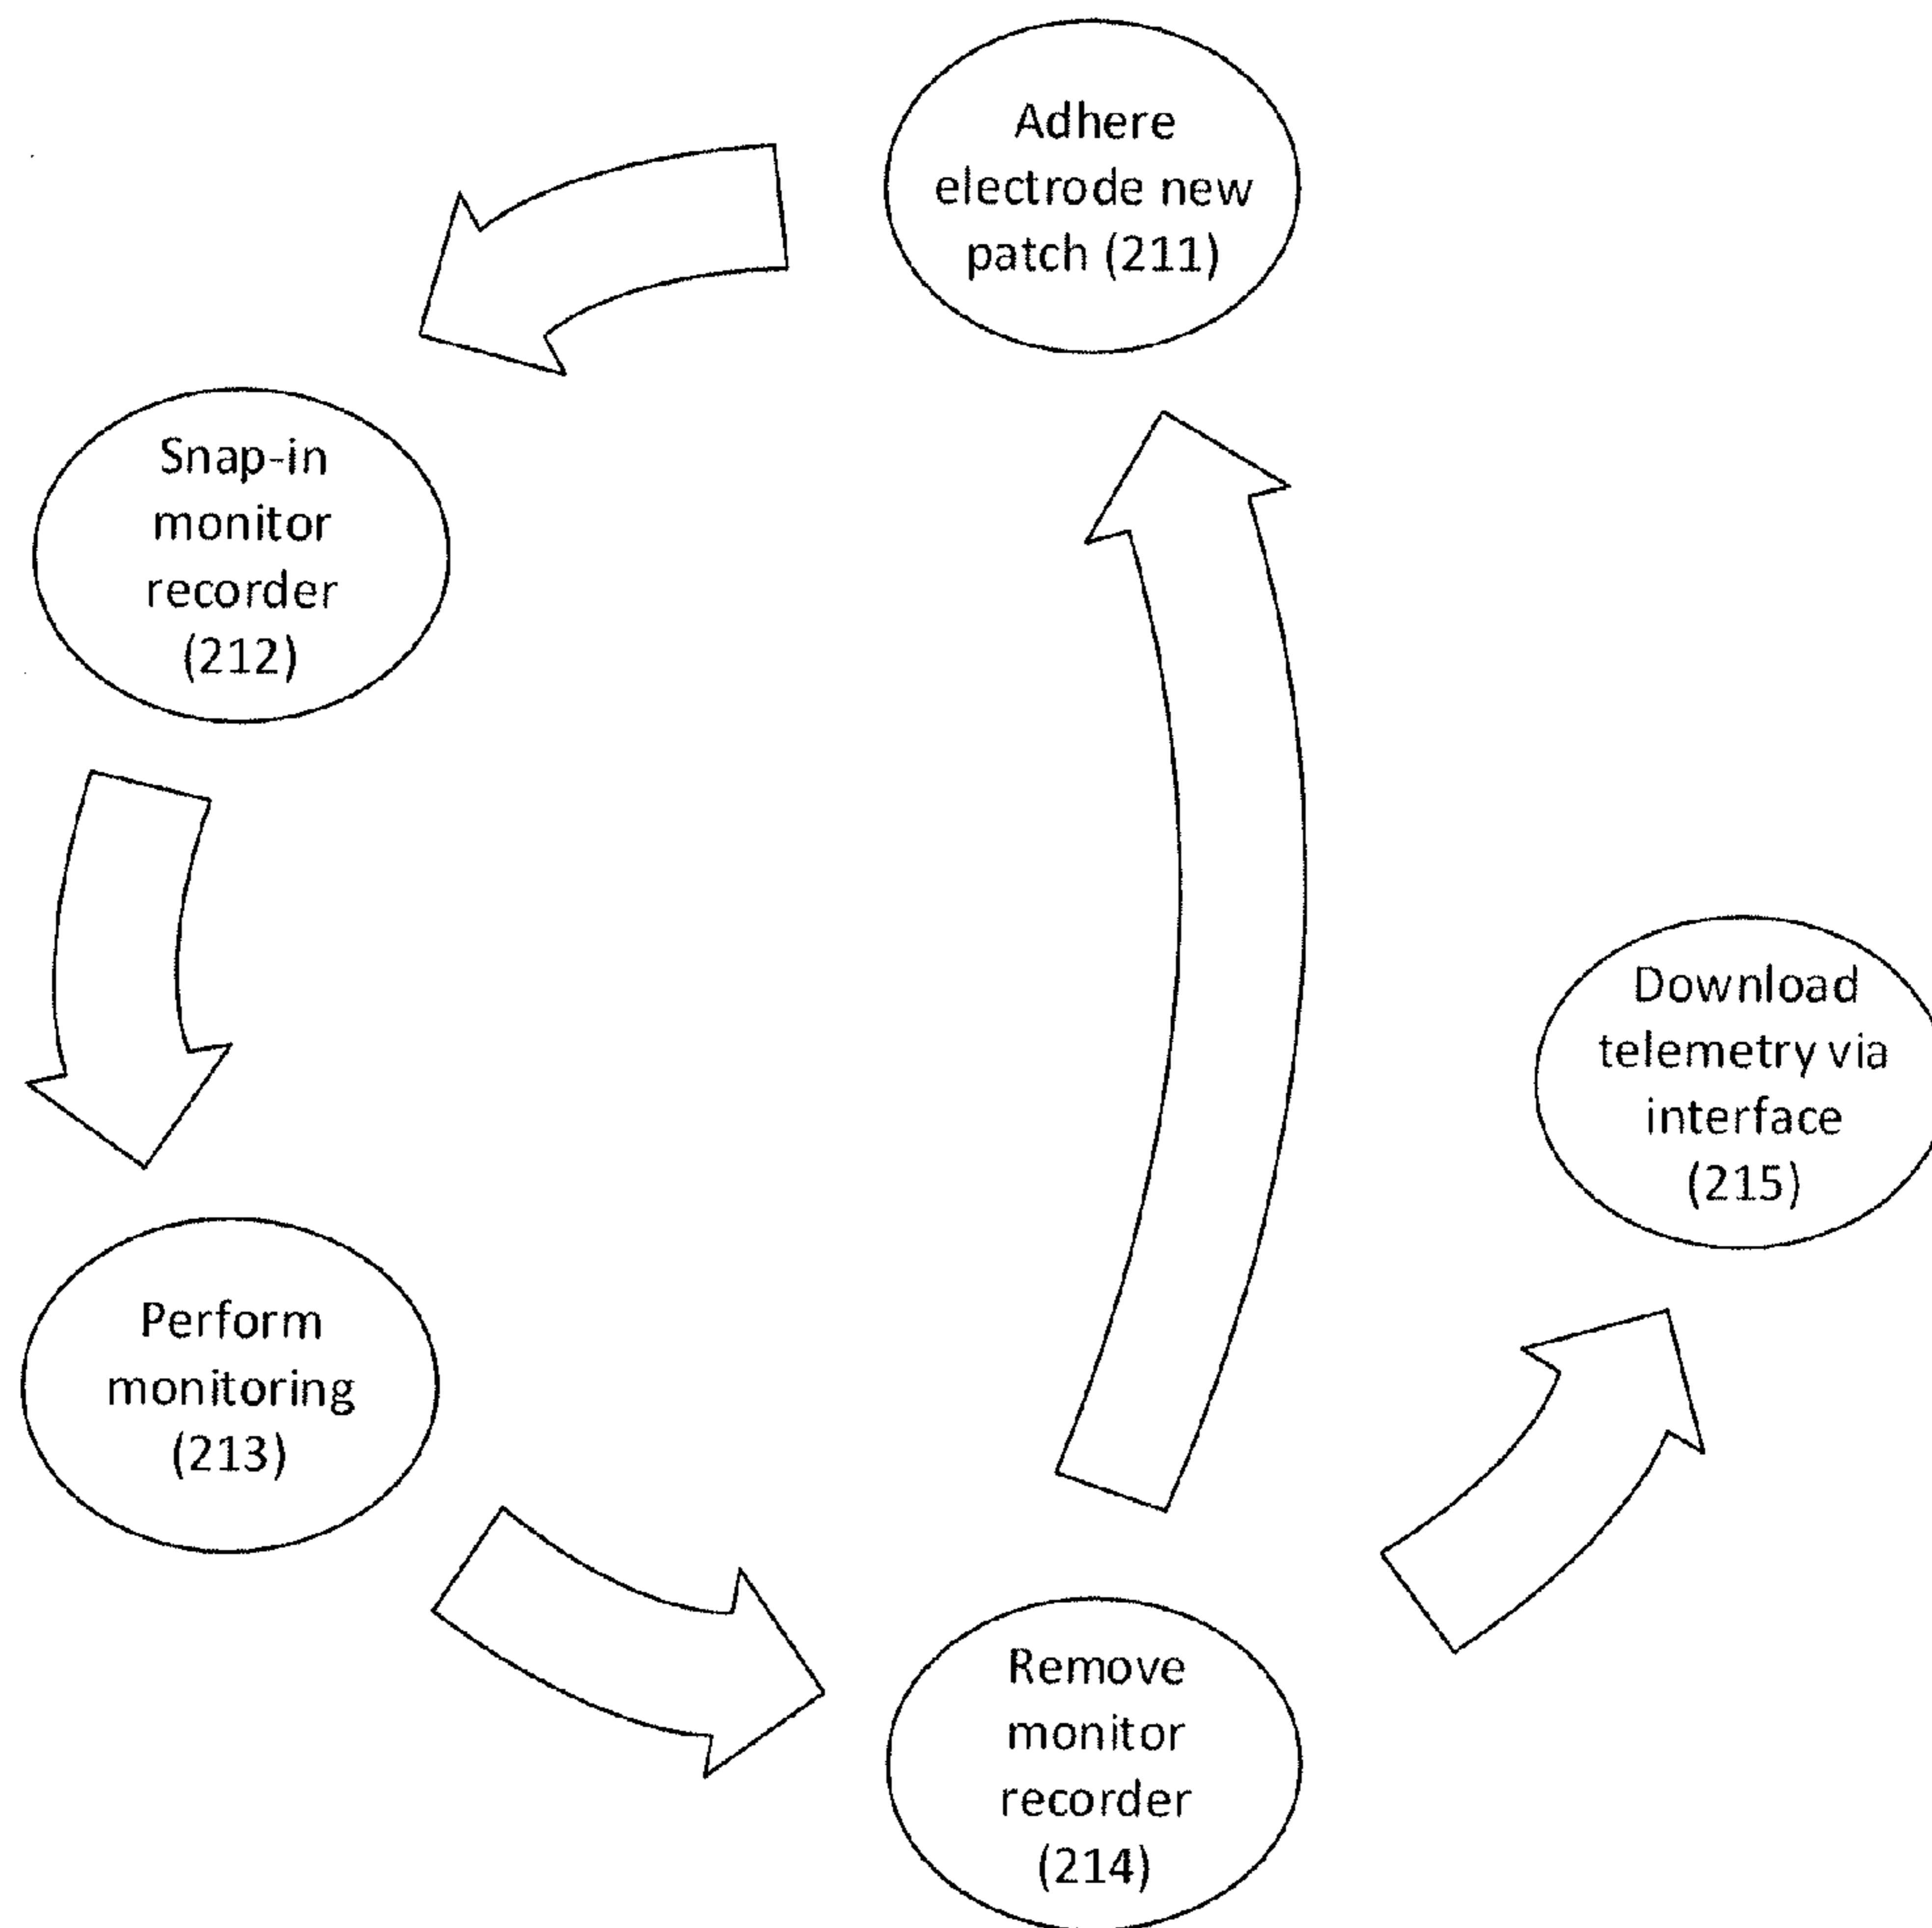 Adhere
electrode new
patch (211)
Snap-in
monitor
recorder
(212)
Perform
monitoring
(213)
Remove
monitor
recorder
(214)
Download
telemetry via
interface
(215)